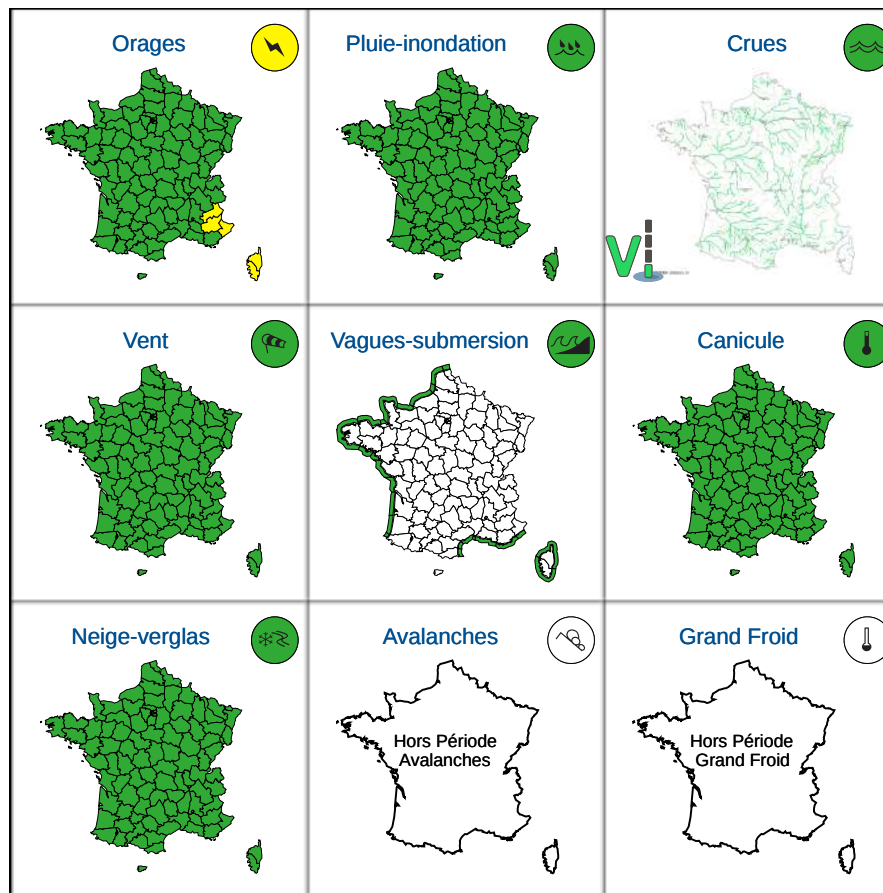 Orages
Pluie-inondation
Crues
Vent
Vagues-submersion
Canicule
Neige-verglas
Avalanches
Grand Froid
Hors Période
Avalanches
Hors Période
Grand Froid